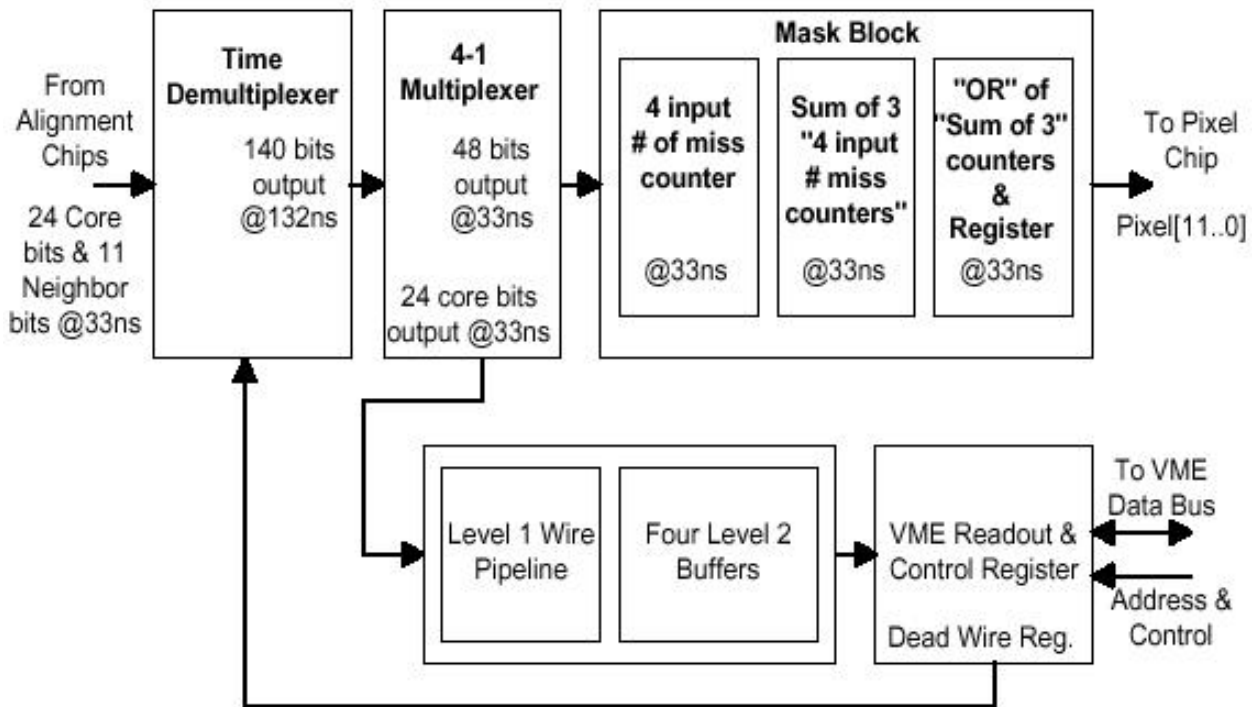 From
Alignment
Chips
24 Core
bits & 11
Neighbor
bits @33ns
Time
Demultiplexer
140 bits
output
@132ns
4-1
Multiplexer
48 bits
output
@33ns
24 core bits
output @33ns
Mask Block
4 input
# of miss
counter
@33ns
Sum of 3
"4 input
# miss
counters"
@33ns
"OR" of
"Sum of 3"
counters
&
Register
@33ns
To Pixel
Chip
Pixel[11..0]
Level 1 Wire
Pipeline
Four Level 2
Buffers
VME Readout &
Control Register
Dead Wire Reg.
To VME
Data Bus
Address &
Control